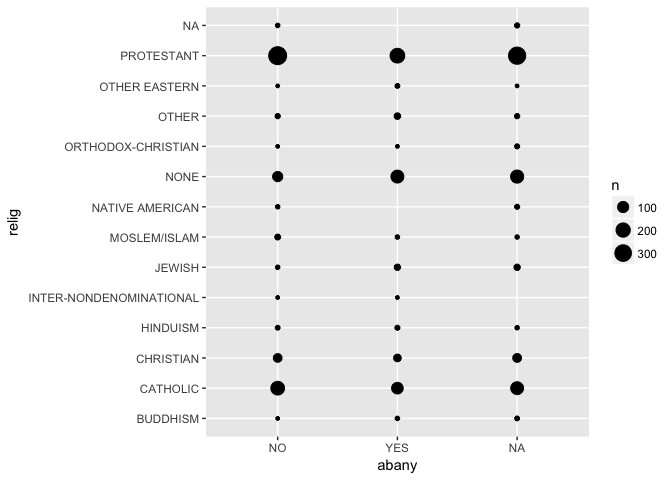 NA
PROTESTANT
OTHER EASTERN
OTHER
ORTHODOX-CHRISTIAN
NONE
NATIVE AMERICAN
MOSLEM/ISLAM
JEWISH
INTER-NONDENOMINATIONAL
HINDUISM
CHRISTIAN
CATHOLIC
BUDDHISM
relig
NO YES NA
abany
n
100
200
300